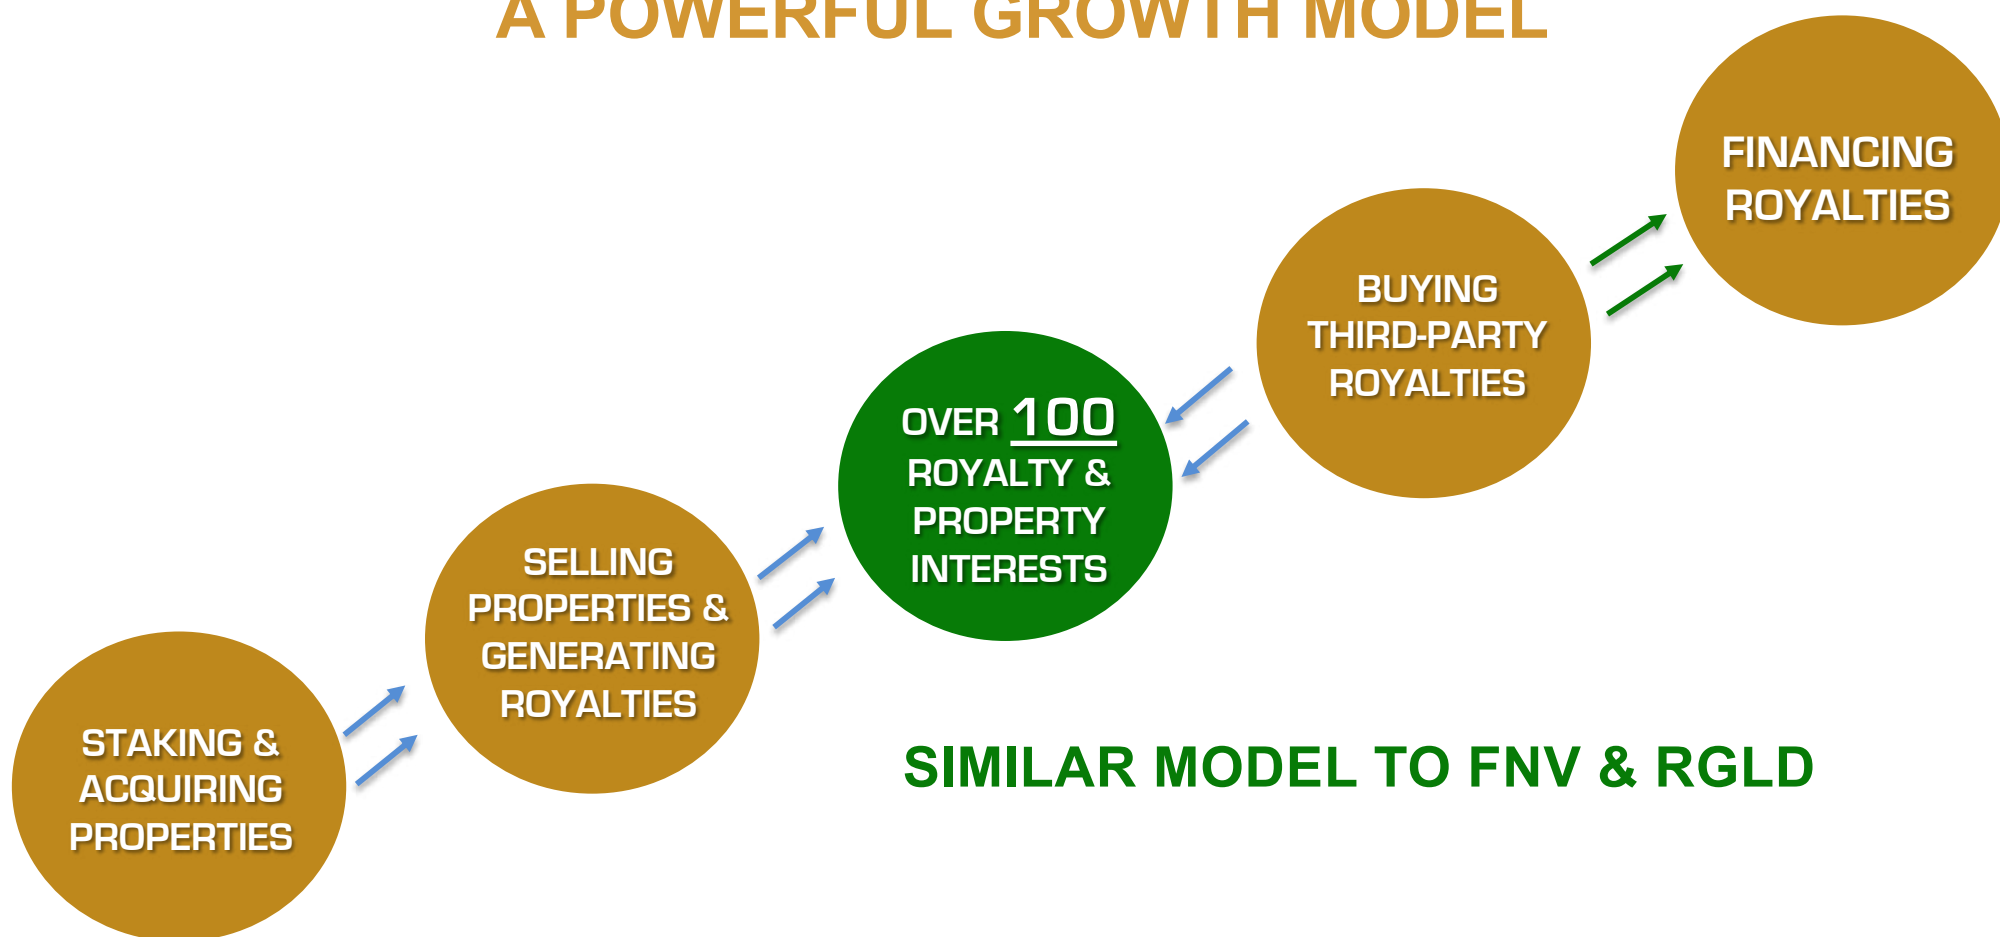 A POWERFUL GROWTH MODEL
FINANCING
ROYALTIES
BUYING
THIRD-PARTY
ROYALTIES
OVER 100
ROYALTY &
PROPERTY
INTERESTS
SELLING
PROPERTIES &
GENERATING
ROYALTIES
STAKING &
ACQUIRING
PROPERTIES
SIMILAR MODEL TO FNV & RGLD